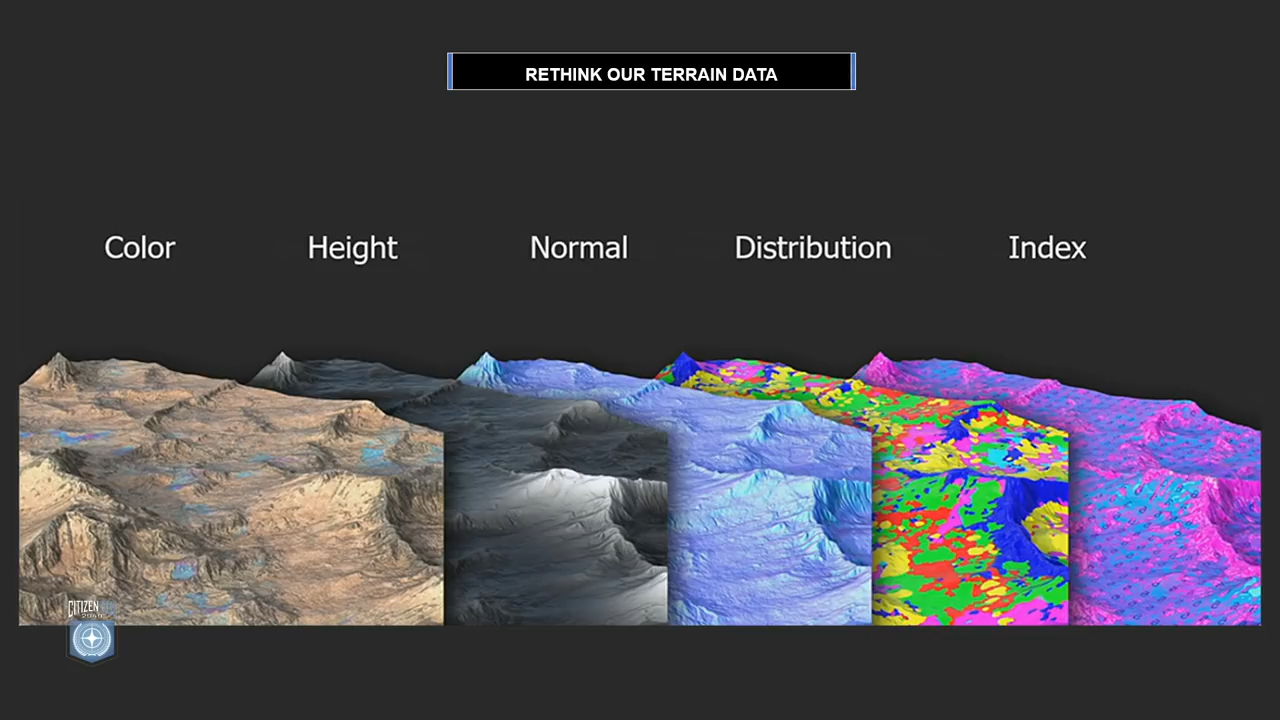 RETHINK OUR TERRAIN DATA
Color
Height
Normal
Distribution
Index
CITIZEN